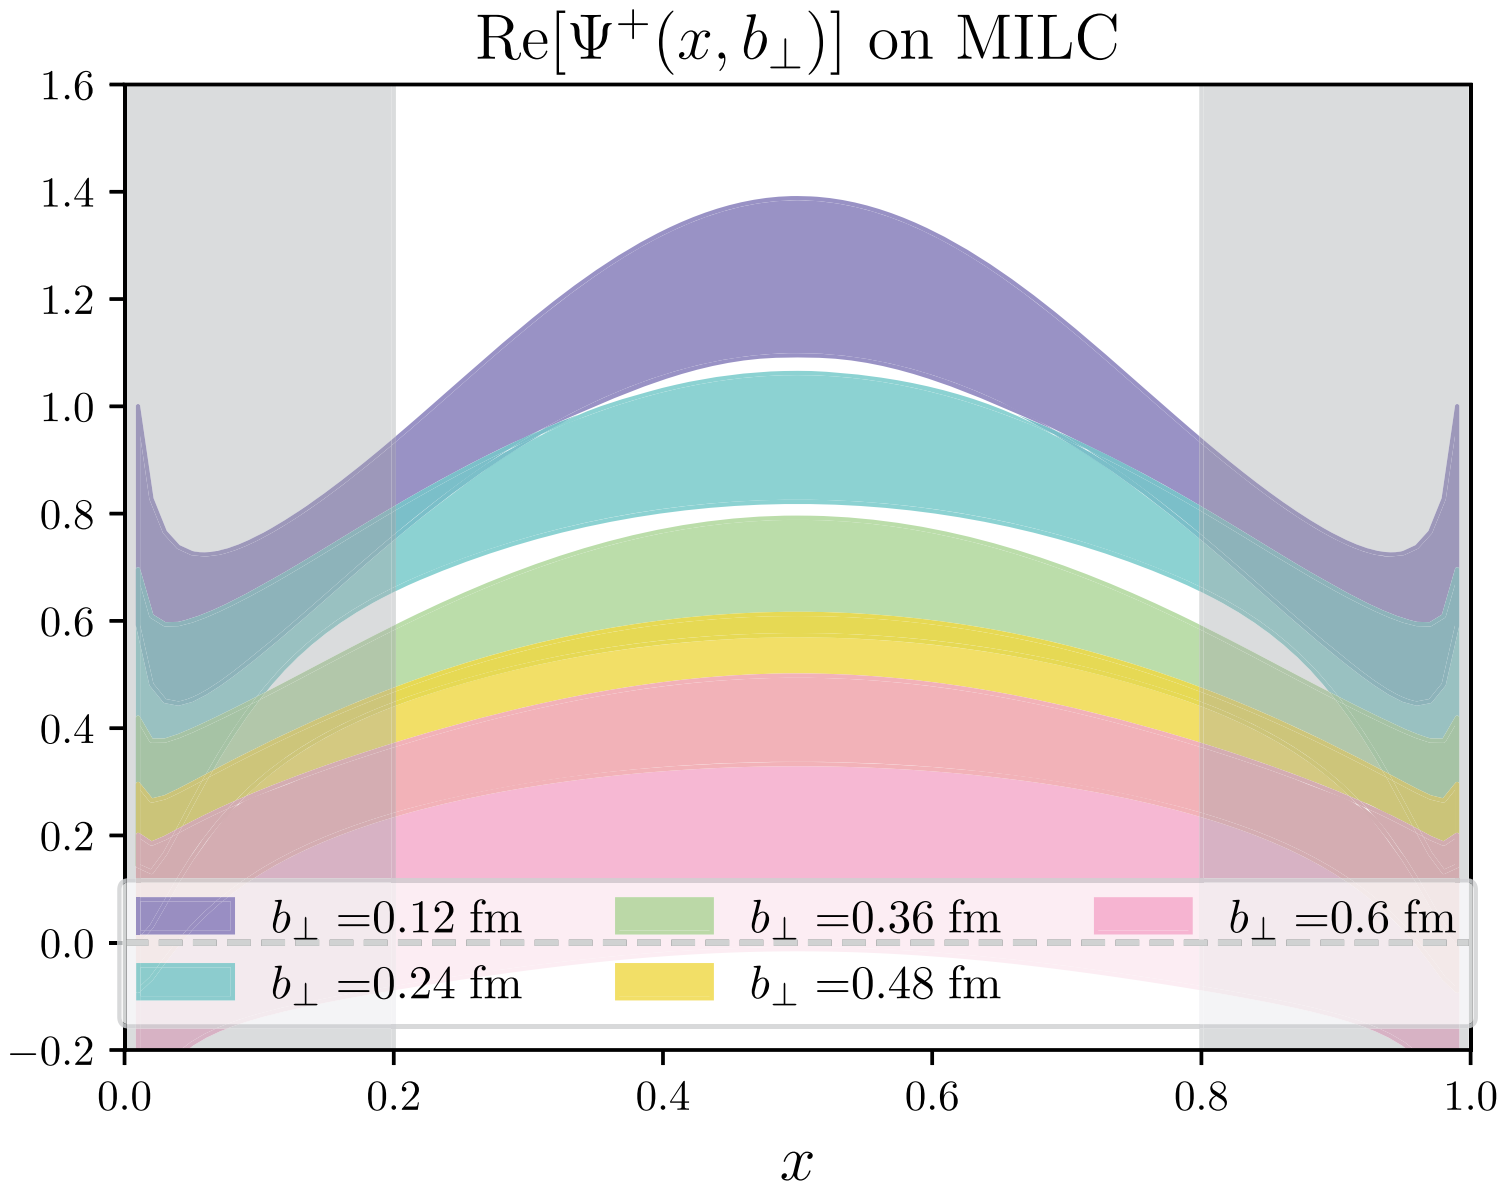 Re[Ψ⁺(x, b⊥)] on MILC
1.6
1.4
1.2
1.0
0.8
0.6
0.4
0.2
0.0
−0.2
b⊥ =0.12 fm
b⊥ =0.24 fm
b⊥ =0.36 fm
b⊥ =0.48 fm
b⊥ =0.6 fm
0.0 0.2 0.4 0.6 0.8 1.0
x